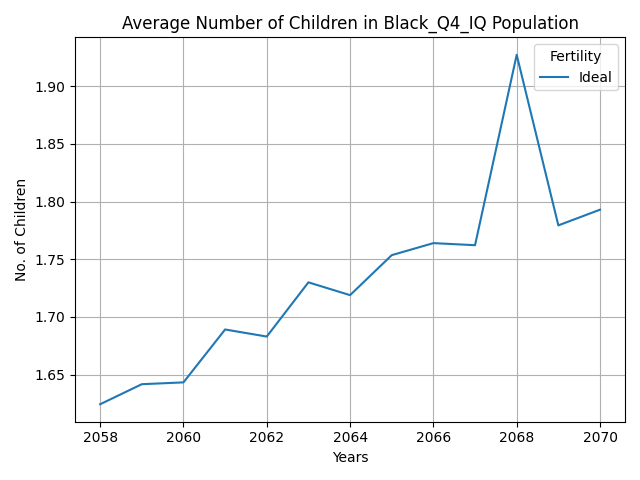 Average Number of Children in Black_Q4_IQ Population
Fertility
Ideal
No. of Children
1.90
1.85
1.80
1.75
1.70
1.65
2058 2060 2062 2064 2066 2068 2070
Years